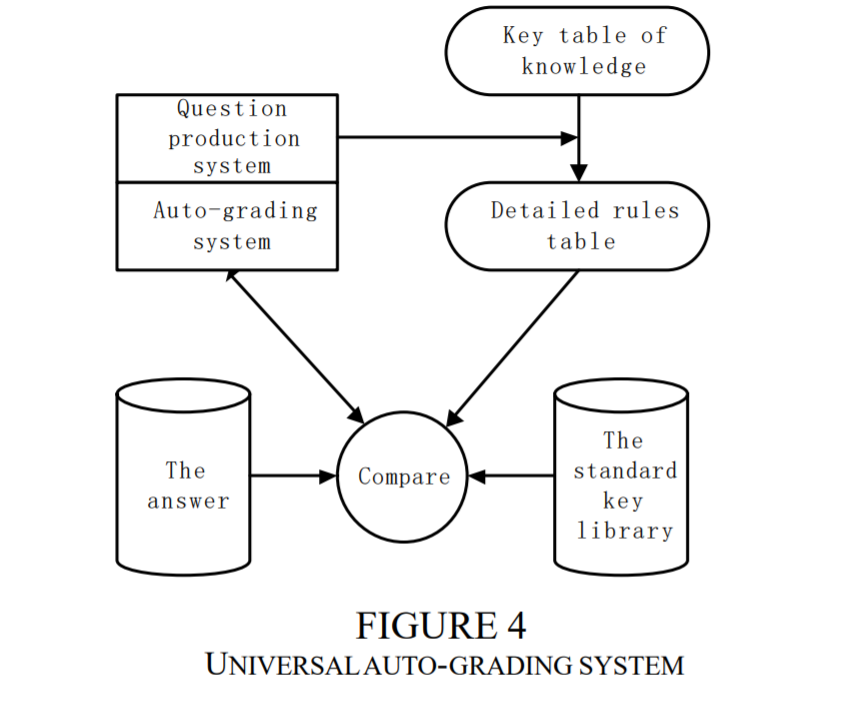 Key table of
knowledge
Question
production
system
Auto-grading
system
Detailed rules
table
The
answer
Compare
The
standard
key
library
FIGURE 4
UNIVERSAL AUTO-GRADING SYSTEM